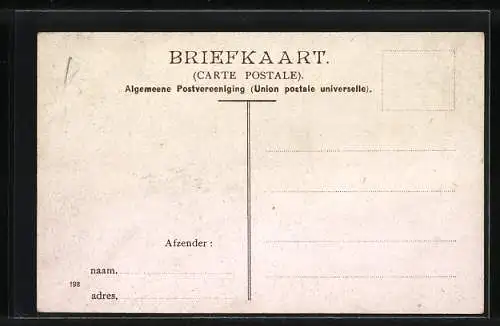 BRIEFKAART.
(CARTE POSTALE).
Algemeene Postvereeniging (Union postale universelle).
Afzender :
naam.
198
adres,